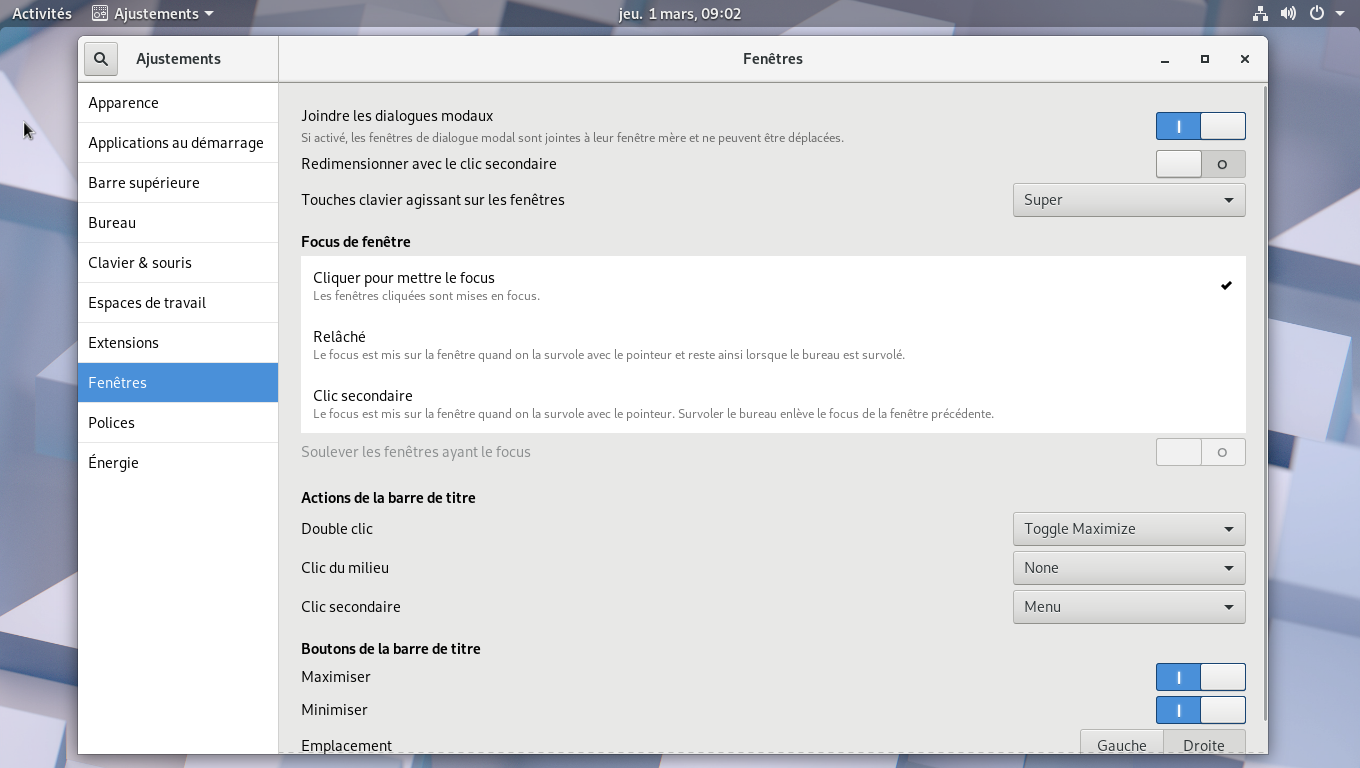 Activités Ajustements jeu. 1 mars, 09:02
Ajustements Fenêtres
Apparence
Applications au démarrage
Barre supérieure
Bureau
Clavier & souris
Espaces de travail
Extensions
Fenêtres
Polices
Énergie
Joindre les dialogues modaux
Si activé, les fenêtres de dialogue modal sont jointes à leur fenêtre mère et ne peuvent être déplacées.
Redimensionner avec le clic secondaire
Touches clavier agissant sur les fenêtres Super
Focus de fenêtre
Cliquer pour mettre le focus
Les fenêtres cliquées sont mises en focus.
Relâché
Le focus est mis sur la fenêtre quand on la survole avec le pointeur et reste ainsi lorsque le bureau est survolé.
Clic secondaire
Le focus est mis sur la fenêtre quand on la survole avec le pointeur. Survoler le bureau enlève le focus de la fenêtre précédente.
Soulever les fenêtres ayant le focus
Actions de la barre de titre
Double clic Toggle Maximize
Clic du milieu None
Clic secondaire Menu
Boutons de la barre de titre
Maximiser
Minimiser
Emplacement Gauche Droite